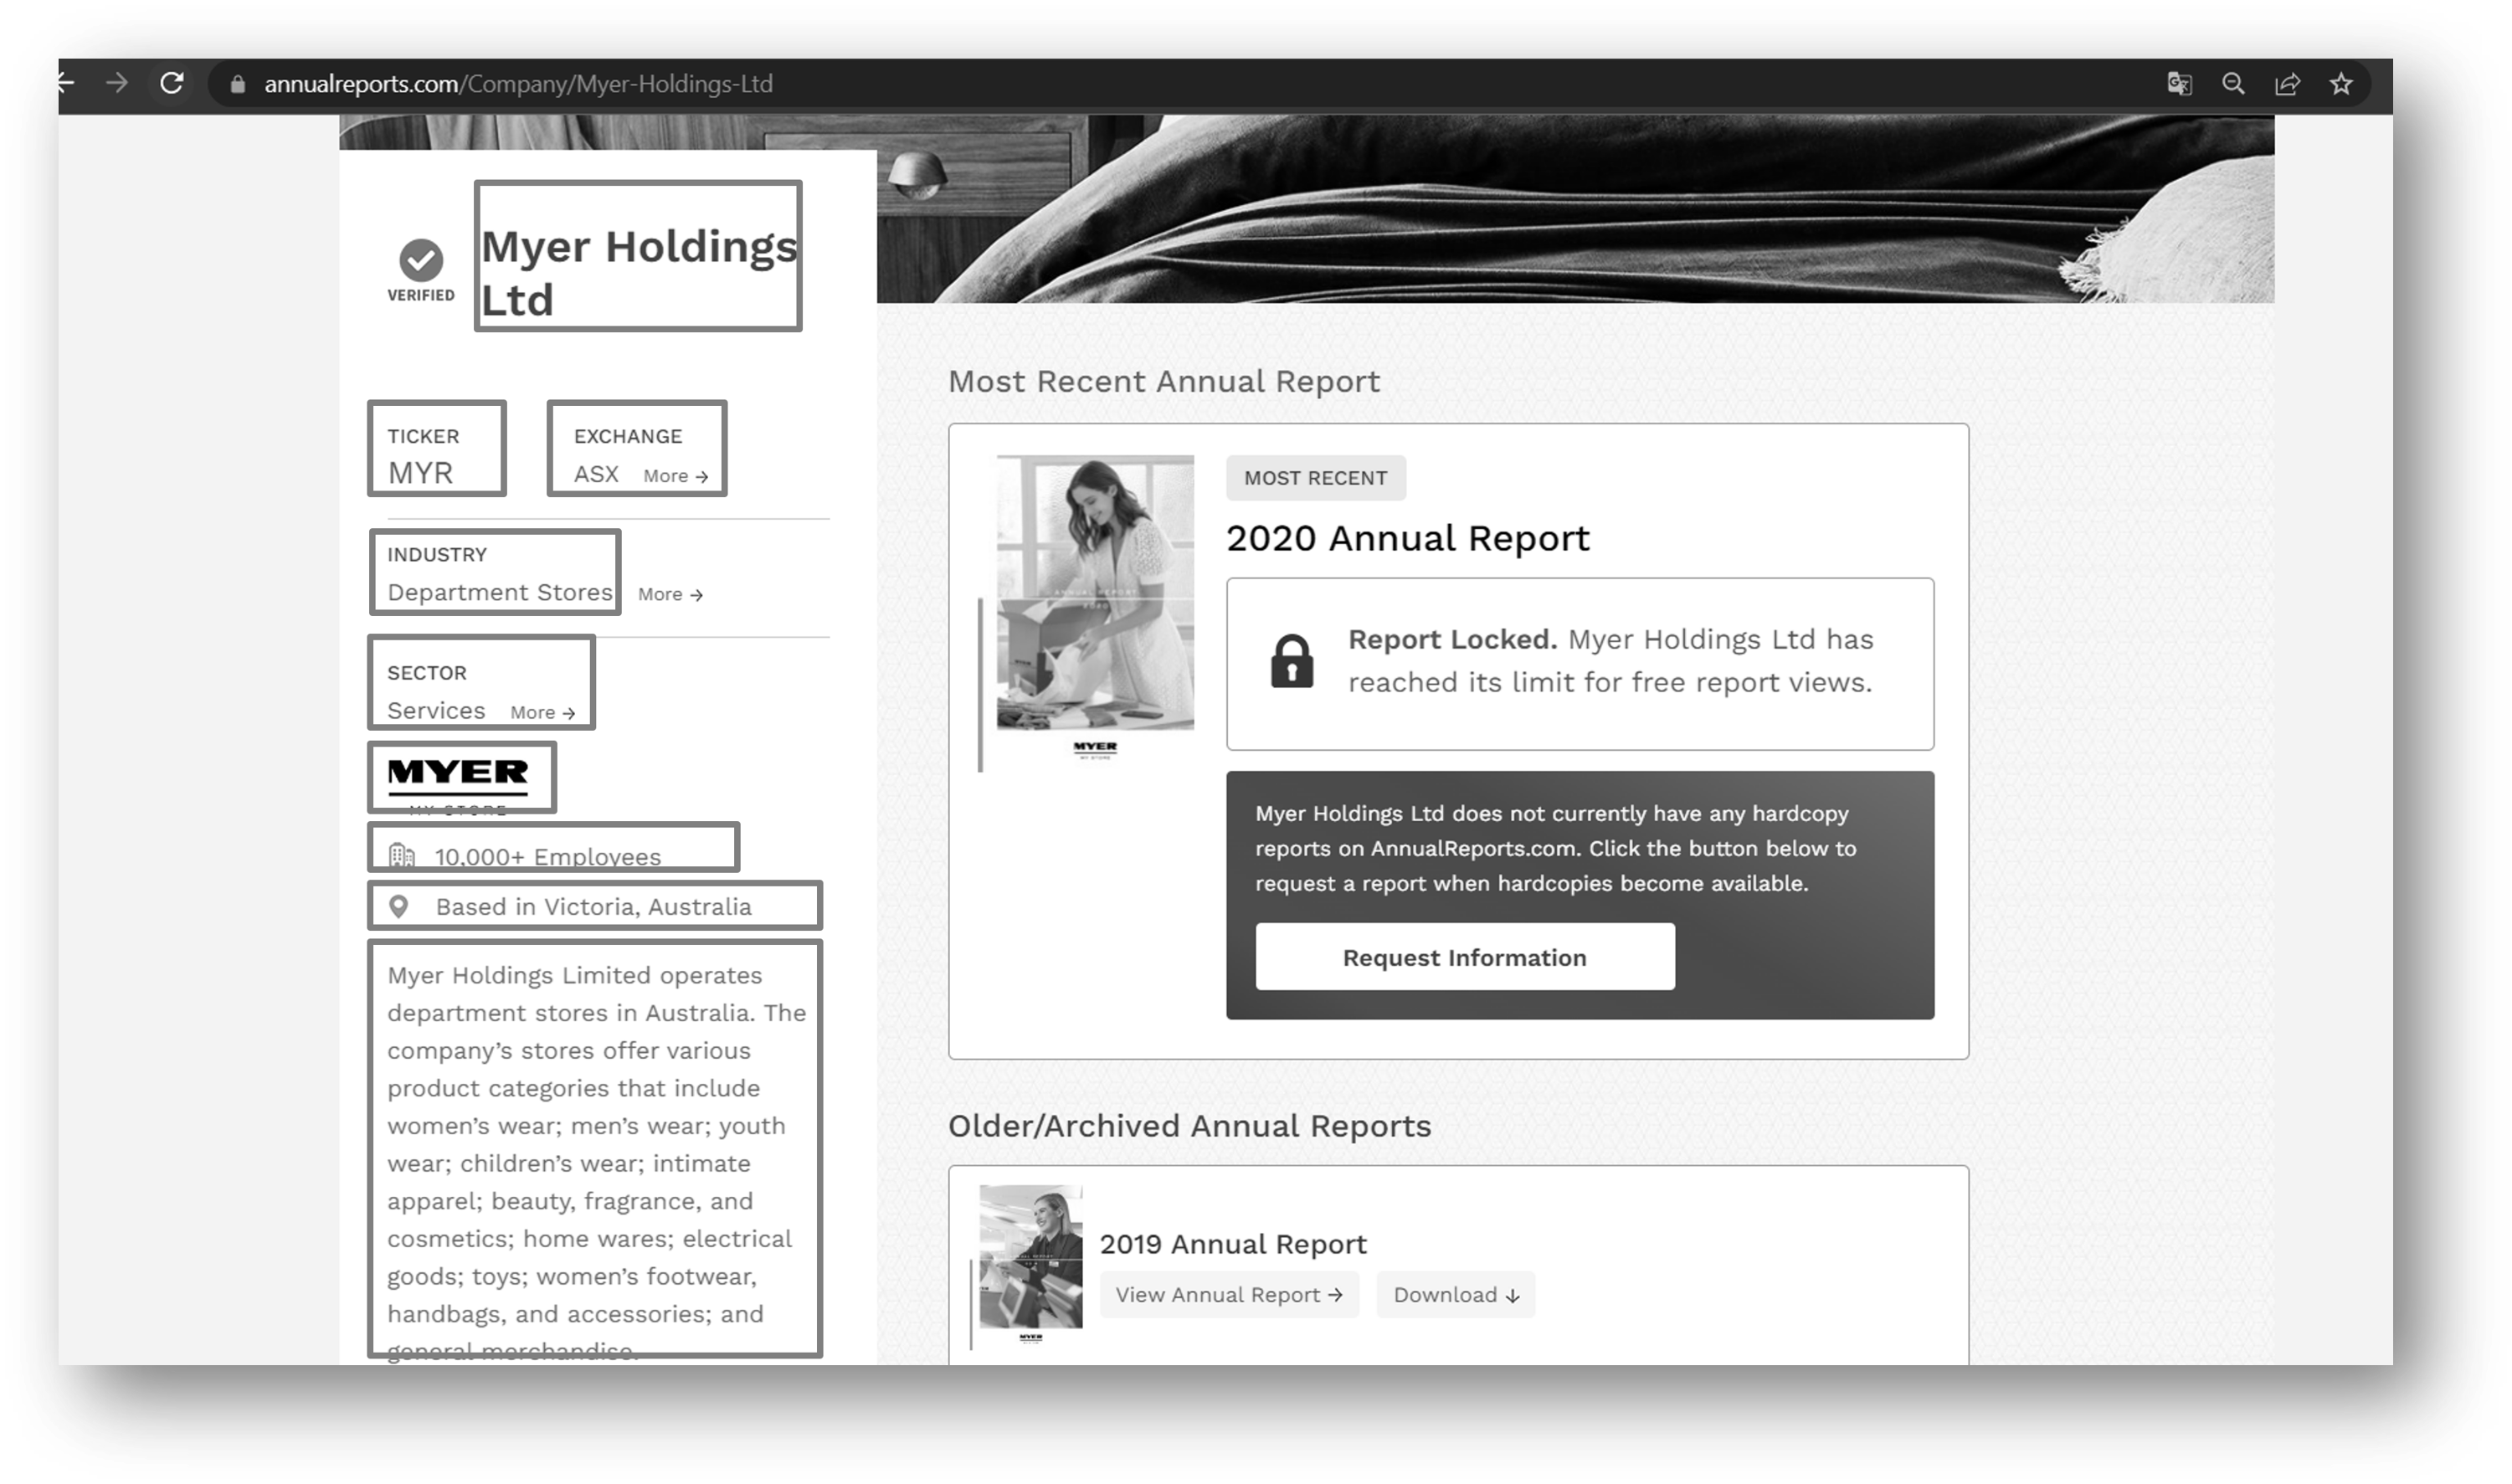 annualreports.com/Company/Myer-Holdings-Ltd
VERIFIED
Myer Holdings
Ltd
TICKER
MYR
EXCHANGE
ASX More →
INDUSTRY
Department Stores More →
SECTOR
Services More →
MYER
MY STORE
10,000+ Employees
Based in Victoria, Australia
Myer Holdings Limited operates
department stores in Australia. The
company’s stores offer various
product categories that include
women’s wear; men’s wear; youth
wear; children’s wear; intimate
apparel; beauty, fragrance, and
cosmetics; home wares; electrical
goods; toys; women’s footwear,
handbags, and accessories; and
general merchandise.
Most Recent Annual Report
ANNUAL REPORT
2020
MYER
MY STORE
MOST RECENT
2020 Annual Report
Report Locked. Myer Holdings Ltd has
reached its limit for free report views.
Myer Holdings Ltd does not currently have any hardcopy
reports on AnnualReports.com. Click the button below to
request a report when hardcopies become available.
Request Information
Older/Archived Annual Reports
MYER
2019 Annual Report
View Annual Report →
Download ↓